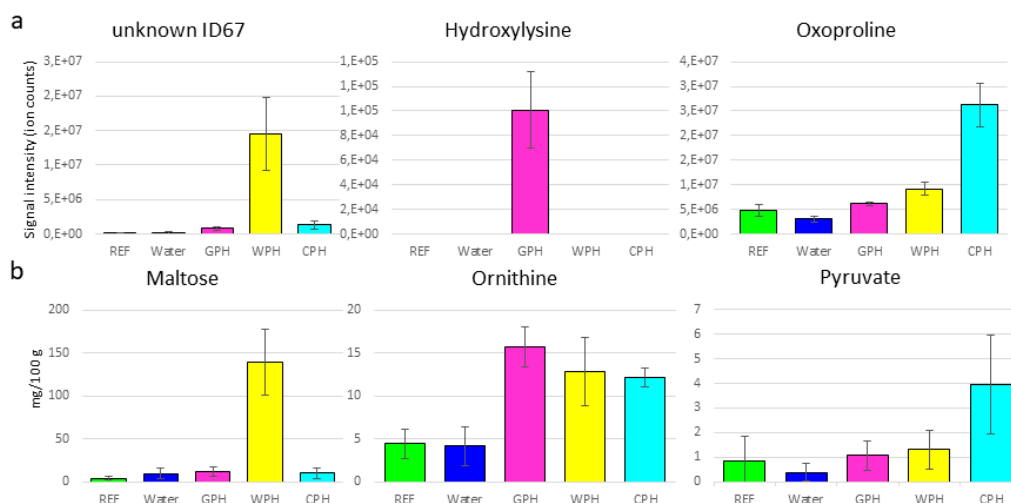 a
unknown ID67
Hydroxylysine
Oxoproline
Signal intensity (ion counts)
3,E+07
2,E+07
2,E+07
1,E+07
5,E+06
0,E+00
REF Water GPH WPH CPH
1,E+05
1,E+05
8,E+04
6,E+04
4,E+04
2,E+04
0,E+00
REF Water GPH WPH CPH
4,E+07
3,E+07
3,E+07
2,E+07
2,E+07
1,E+07
5,E+06
0,E+00
REF Water GPH WPH CPH
b
Maltose
Ornithine
Pyruvate
mg/100 g
200
150
100
50
0
REF Water GPH WPH CPH
20
15
10
5
0
REF Water GPH WPH CPH
7
6
5
4
3
2
1
0
REF Water GPH WPH CPH